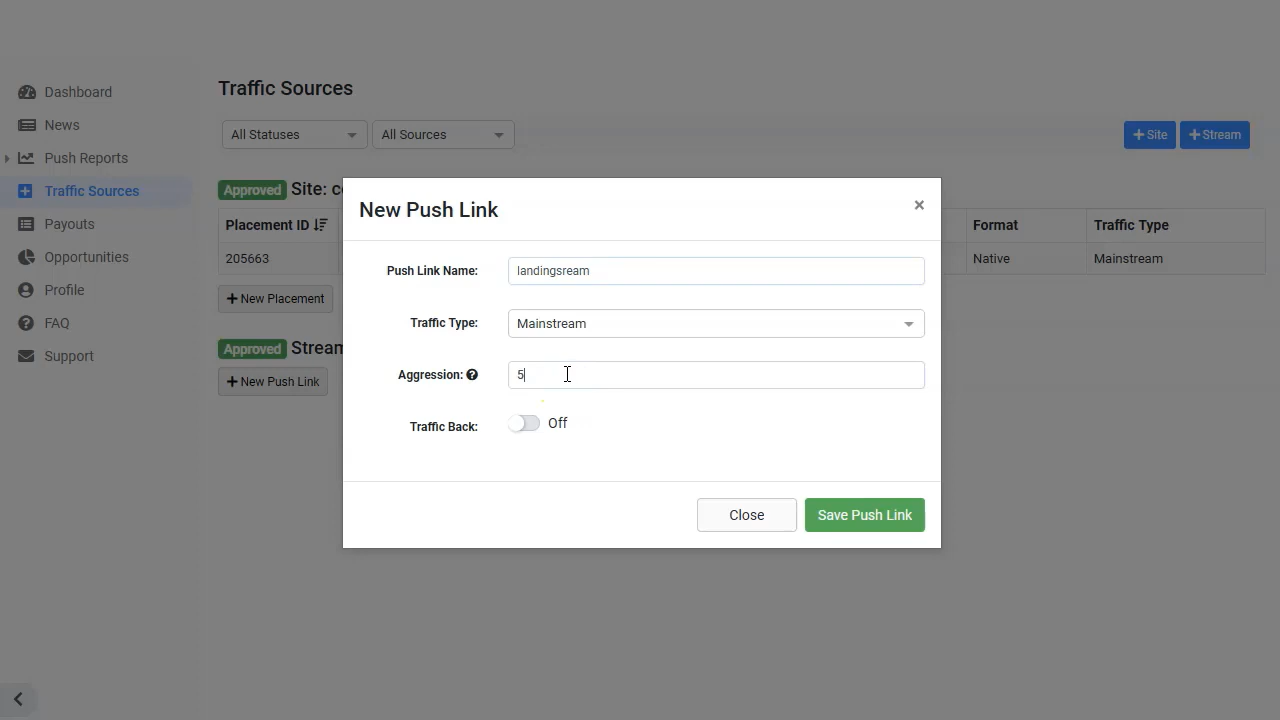 Dashboard
News
Push Reports
Traffic Sources
Payouts
Opportunities
Profile
FAQ
Support
Traffic Sources
All Statuses
All Sources
+ Site
+ Stream
Approved Site:
Placement ID
Format
Traffic Type
205663
Native
Mainstream
+ New Placement
Approved Stream
+ New Push Link
New Push Link
×
Push Link Name:
landingsream
Traffic Type:
Mainstream
Aggression:
5
Traffic Back:
Off
Close
Save Push Link